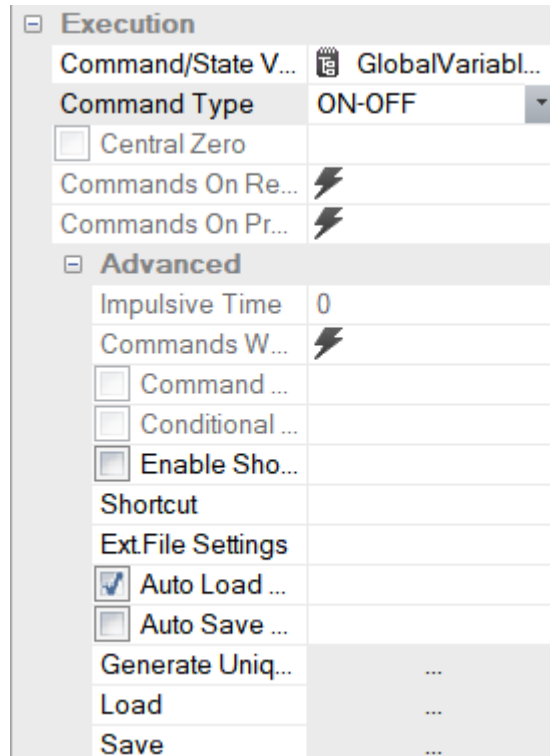 Execution
Command/State V... GlobalVariabl...
Command Type ON-OFF
Central Zero
Commands On Re...
Commands On Pr...
Advanced
Impulsive Time 0
Commands W...
Command ...
Conditional ...
Enable Sho...
Shortcut
Ext.File Settings
Auto Load ...
Auto Save ...
Generate Uniq... ...
Load ...
Save ...